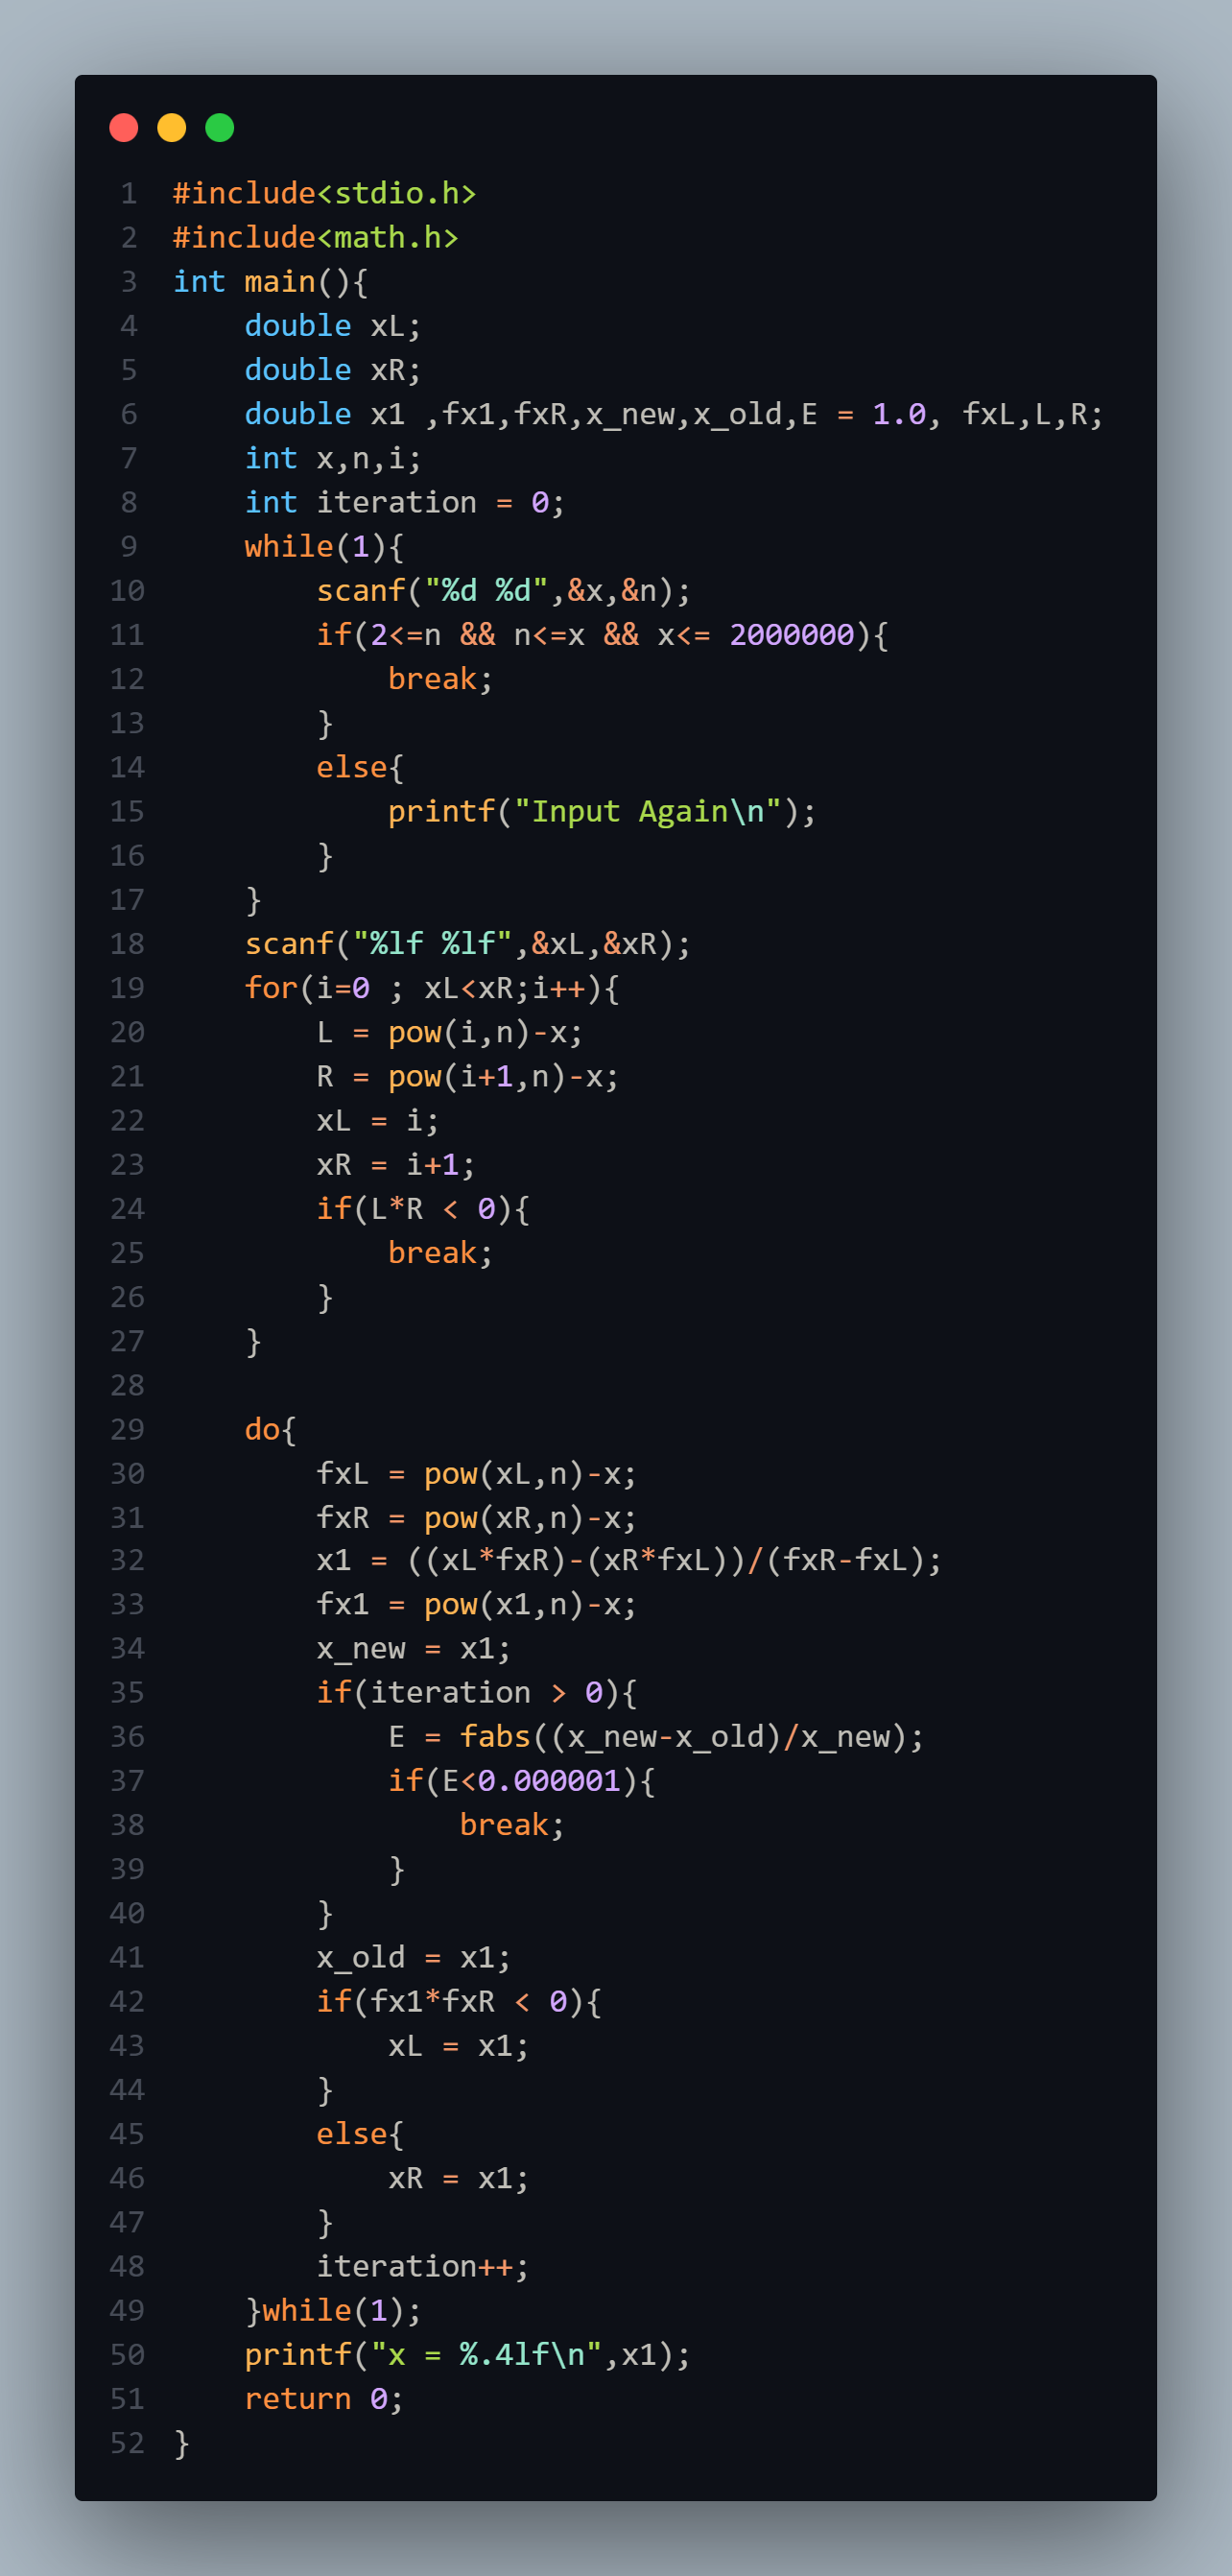 1 #include<stdio.h>
2 #include<math.h>
3 int main(){
4     double xL;
5     double xR;
6     double x1 ,fx1,fxR,x_new,x_old,E = 1.0, fxL,L,R;
7     int x,n,i;
8     int iteration = 0;
9     while(1){
10         scanf("%d %d",&x,&n);
11         if(2<=n && n<=x && x<= 2000000){
12             break;
13         }
14         else{
15             printf("Input Again\n");
16         }
17     }
18     scanf("%lf %lf",&xL,&xR);
19     for(i=0 ; xL<xR;i++){
20         L = pow(i,n)-x;
21         R = pow(i+1,n)-x;
22         xL = i;
23         xR = i+1;
24         if(L*R < 0){
25             break;
26         }
27     }
28
29     do{
30         fxL = pow(xL,n)-x;
31         fxR = pow(xR,n)-x;
32         x1 = ((xL*fxR)-(xR*fxL))/(fxR-fxL);
33         fx1 = pow(x1,n)-x;
34         x_new = x1;
35         if(iteration > 0){
36             E = fabs((x_new-x_old)/x_new);
37             if(E<0.000001){
38                 break;
39             }
40         }
41         x_old = x1;
42         if(fx1*fxR < 0){
43             xL = x1;
44         }
45         else{
46             xR = x1;
47         }
48         iteration++;
49     }while(1);
50     printf("x = %.4lf\n",x1);
51     return 0;
52 }